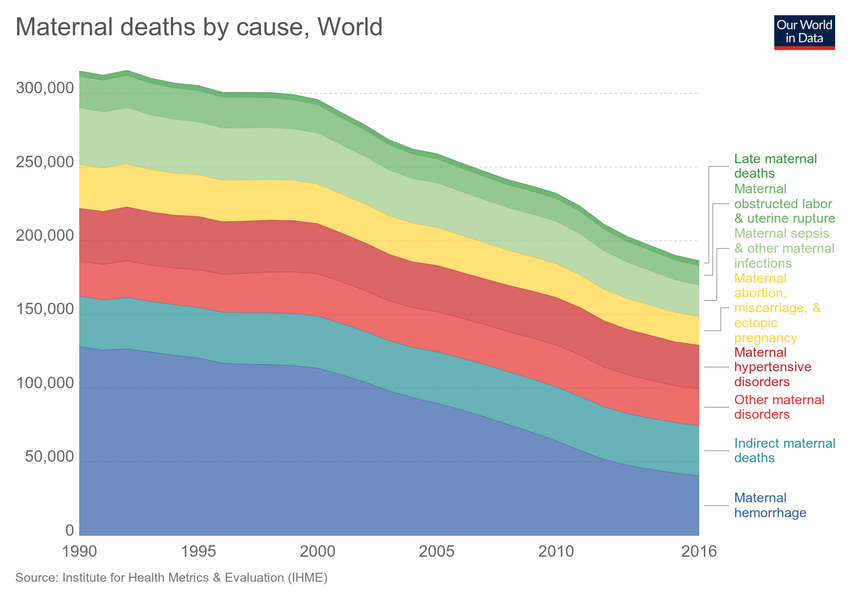 Maternal deaths by cause, World
Our World
in Data
300,000
250,000
200,000
150,000
100,000
50,000
0
1990
1995
2000
2005
2010
2016
Late maternal
deaths
Maternal
obstructed labor
& uterine rupture
Maternal sepsis
& other maternal
infections
Maternal
abortion,
miscarriage, &
ectopic
pregnancy
Maternal
hypertensive
disorders
Other maternal
disorders
Indirect maternal
deaths
Maternal
hemorrhage
Source: Institute for Health Metrics & Evaluation (IHME)